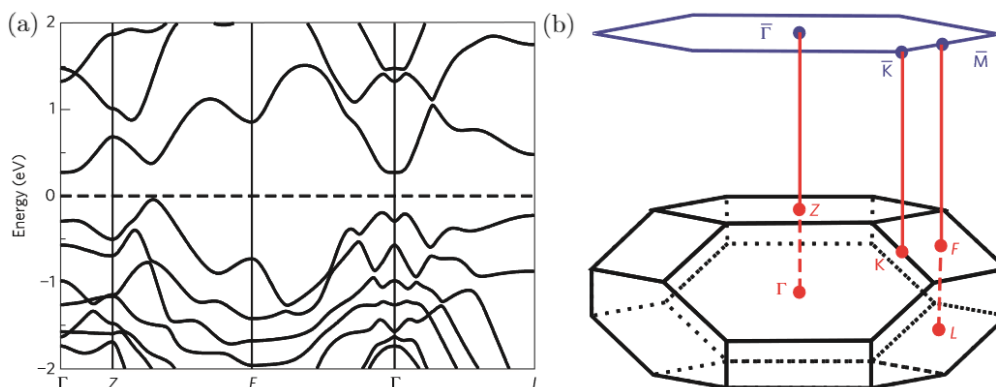 (a)
2
1
0
−1
−2
Energy (eV)
Γ Z F Γ L
(b)
Γ̅
K̅
M̅
Z
K
F
Γ
L